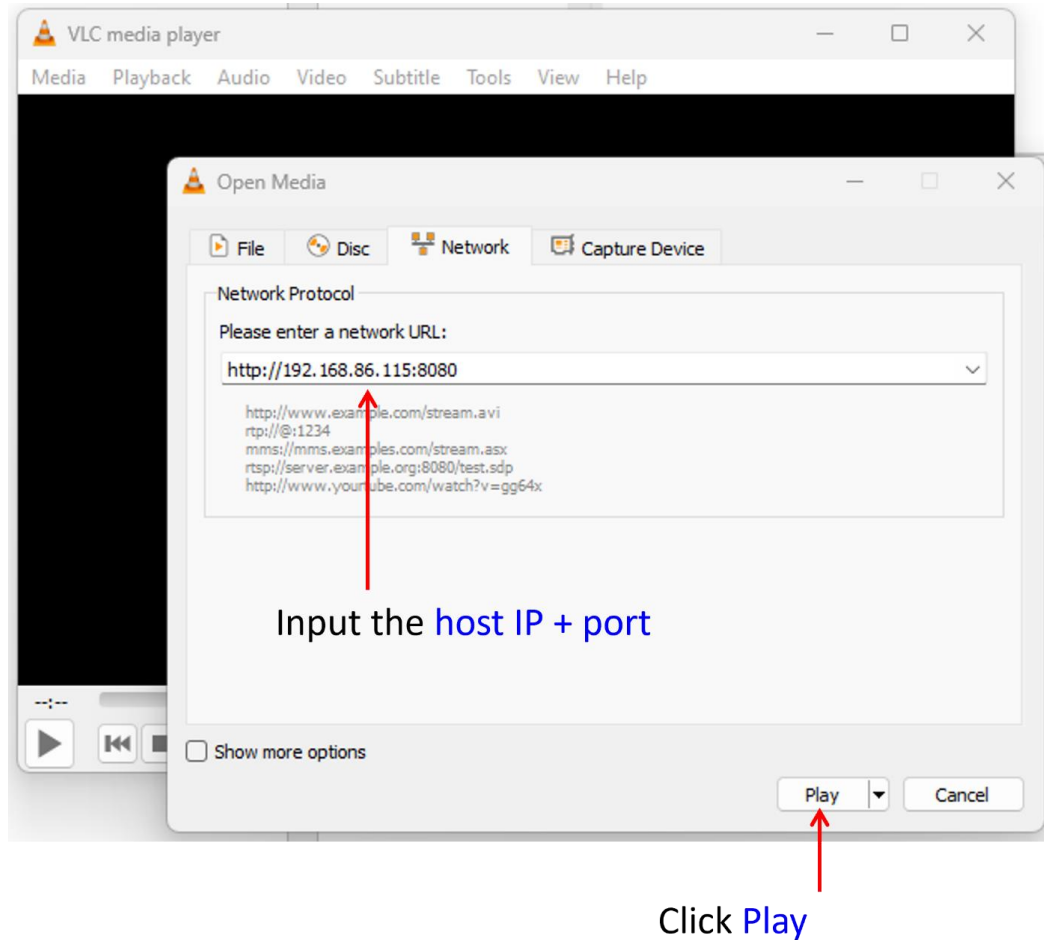 VLC media player
Media Playback Audio Video Subtitle Tools View Help
Open Media
File Disc Network Capture Device
Network Protocol
Please enter a network URL:
http://192.168.86.115:8080
http://www.example.com/stream.avi
rtp://@:1234
mms://mms.examples.com/stream.asx
rtsp://server.example.org:8080/test.sdp
http://www.yourtube.com/watch?v=gg64x
Input the host IP + port
--:--
Show more options
Play Cancel
Click Play